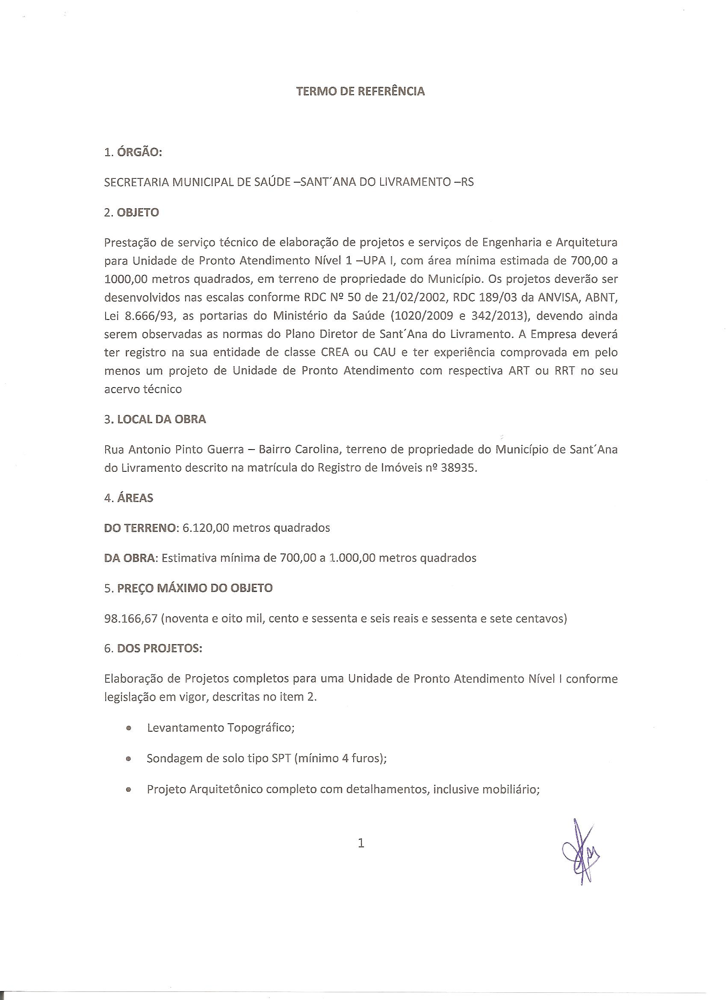 TERMO DE REFERÊNCIA
1. ÓRGÃO:
SECRETARIA MUNICIPAL DE SAÚDE –SANT´ANA DO LIVRAMENTO –RS
2. OBJETO
Prestação de serviço técnico de elaboração de projetos e serviços de Engenharia e Arquitetura
para Unidade de Pronto Atendimento Nível 1 –UPA I, com área mínima estimada de 700,00 a
1000,00 metros quadrados, em terreno de propriedade do Município. Os projetos deverão ser
desenvolvidos nas escalas conforme RDC Nº 50 de 21/02/2002, RDC 189/03 da ANVISA, ABNT,
Lei 8.666/93, as portarias do Ministério da Saúde (1020/2009 e 342/2013), devendo ainda
serem observadas as normas do Plano Diretor de Sant´Ana do Livramento. A Empresa deverá
ter registro na sua entidade de classe CREA ou CAU e ter experiência comprovada em pelo
menos um projeto de Unidade de Pronto Atendimento com respectiva ART ou RRT no seu
acervo técnico
3. LOCAL DA OBRA
Rua Antonio Pinto Guerra – Bairro Carolina, terreno de propriedade do Município de Sant´Ana
do Livramento descrito na matrícula do Registro de Imóveis nº 38935.
4. ÁREAS
DO TERRENO: 6.120,00 metros quadrados
DA OBRA: Estimativa mínima de 700,00 a 1.000,00 metros quadrados
5. PREÇO MÁXIMO DO OBJETO
98.166,67 (noventa e oito mil, cento e sessenta e seis reais e sessenta e sete centavos)
6. DOS PROJETOS:
Elaboração de Projetos completos para uma Unidade de Pronto Atendimento Nível I conforme
legislação em vigor, descritas no item 2.
• Levantamento Topográfico;
• Sondagem de solo tipo SPT (mínimo 4 furos);
• Projeto Arquitetônico completo com detalhamentos, inclusive mobiliário;
1